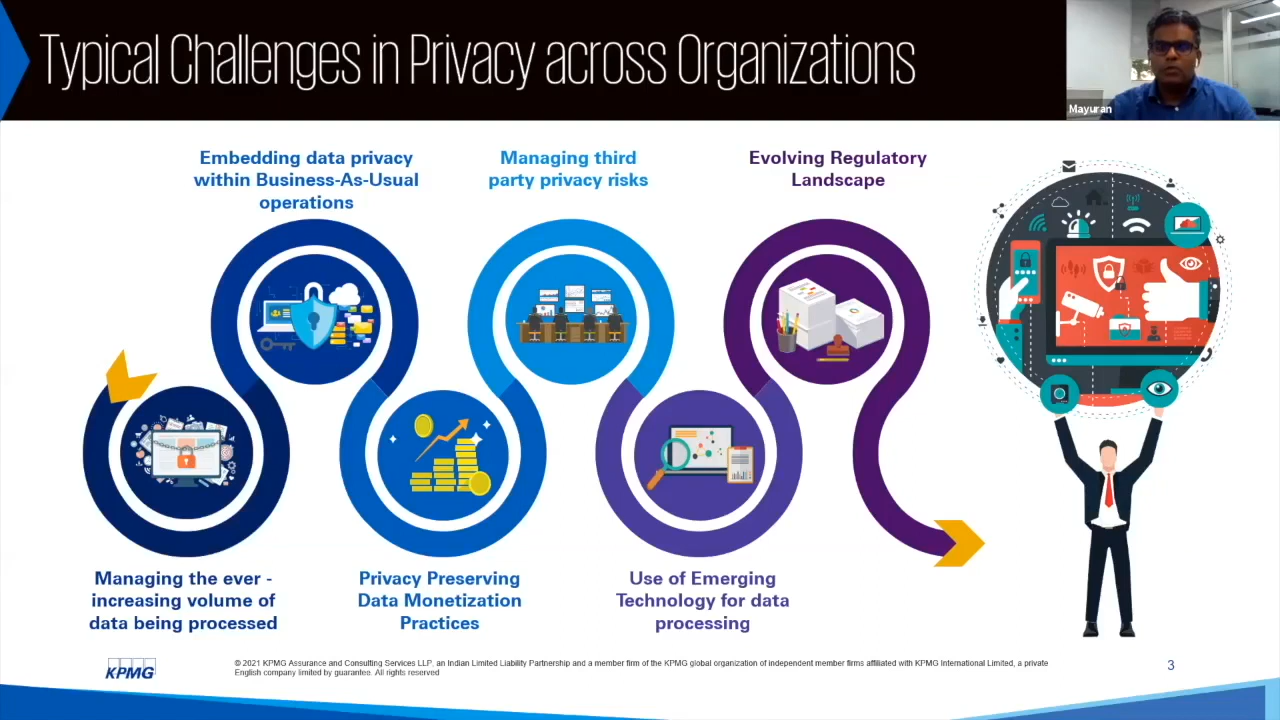 Typical Challenges in Privacy across Organizations
Mayuran
Embedding data privacy
within Business-As-Usual
operations
Managing third
party privacy risks
Evolving Regulatory
Landscape
Managing the ever -
increasing volume of
data being processed
Privacy Preserving
Data Monetization
Practices
Use of Emerging
Technology for data
processing
KPMG
© 2021 KPMG Assurance and Consulting Services LLP, an Indian Limited Liability Partnership and a member firm of the KPMG global organization of independent member firms affiliated with KPMG International Limited, a private
English company limited by guarantee. All rights reserved
3